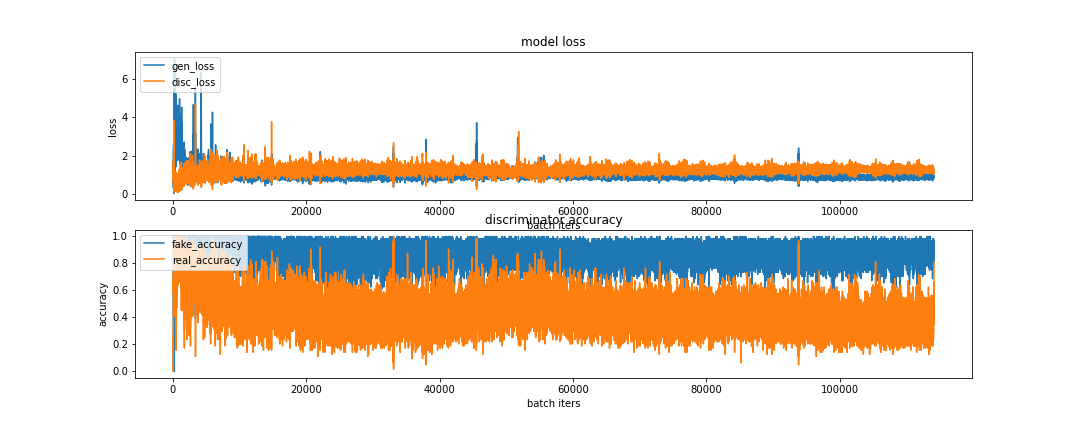 model loss
gen_loss
disc_loss
loss
6
4
2
0
0 20000 40000 60000 80000 100000
batch iters
discriminator accuracy
fake_accuracy
real_accuracy
accuracy
1.0
0.8
0.6
0.4
0.2
0.0
0 20000 40000 60000 80000 100000
batch iters